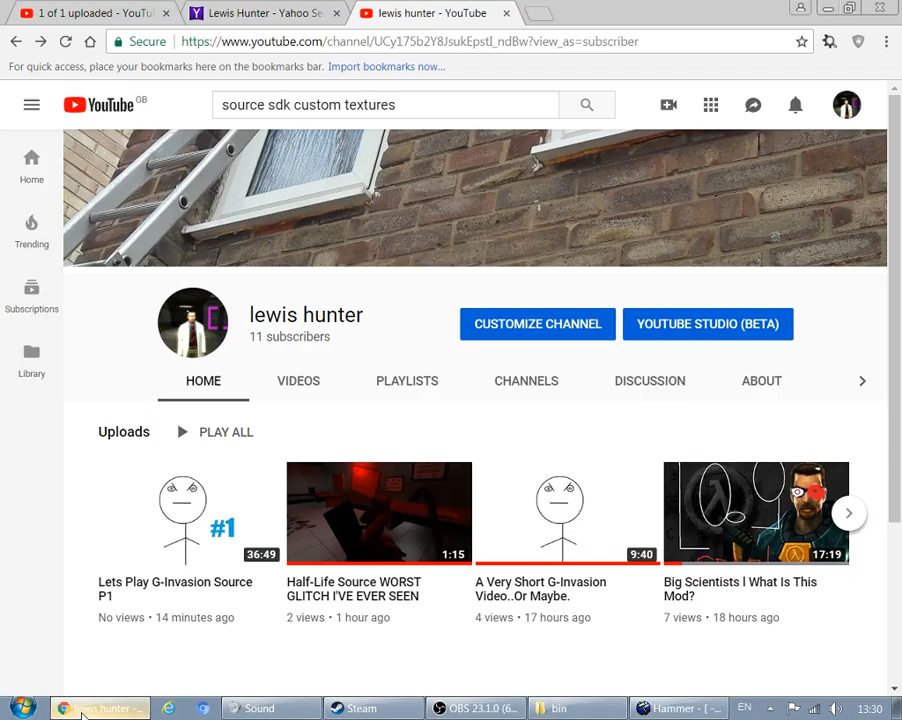 1 of 1 uploaded - YouTu
Lewis Hunter - Yahoo Se
lewis hunter - YouTube
Secure
https://www.youtube.com/channel/UCy175b2Y8JsukEpstI_ndBw?view_as=subscriber
For quick access, place your bookmarks here on the bookmarks bar. Import bookmarks now...
YouTube GB
source sdk custom textures
Home
Trending
Subscriptions
Library
lewis hunter
11 subscribers
CUSTOMIZE CHANNEL
YOUTUBE STUDIO (BETA)
HOME
VIDEOS
PLAYLISTS
CHANNELS
DISCUSSION
ABOUT
Uploads
PLAY ALL
#1
36:49
1:15
9:40
17:19
Lets Play G-Invasion Source
P1
No views • 14 minutes ago
Half-Life Source WORST
GLITCH I'VE EVER SEEN
2 views • 1 hour ago
A Very Short G-Invasion
Video..Or Maybe.
4 views • 17 hours ago
Big Scientists l What Is This
Mod?
7 views • 18 hours ago
lewis hunter -...
Sound
Steam
OBS 23.1.0 (6...
bin
Hammer - [ -...
EN
13:30